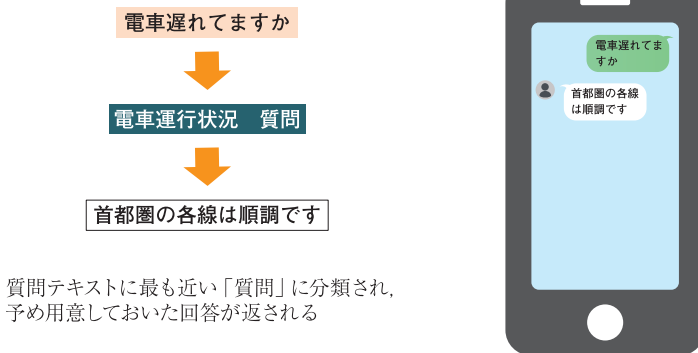 電車遅れてますか
電車運行状況　質問
首都圏の各線は順調です
質問テキストに最も近い「質問」に分類され,
予め用意しておいた回答が返される
電車遅れてま
すか
首都圏の各線
は順調です